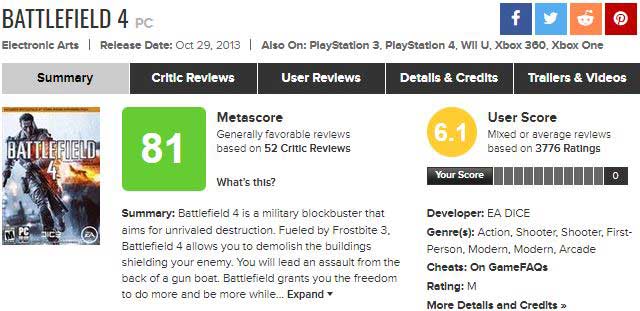 BATTLEFIELD 4 PC
Electronic Arts | Release Date: Oct 29, 2013 | Also On: PlayStation 3, PlayStation 4, Wii U, Xbox 360, Xbox One
Summary
Critic Reviews
User Reviews
Details & Credits
Trailers & Videos
BATTLEFIELD
4
M
PC
DICE
EA
81
Metascore
Generally favorable reviews
based on 52 Critic Reviews
What's this?
6.1
User Score
Mixed or average reviews
based on 3776 Ratings
Your Score
0
Summary: Battlefield 4 is a military blockbuster that
aims for unrivaled destruction. Fueled by Frostbite 3,
Battlefield 4 allows you to demolish the buildings
shielding your enemy. You will lead an assault from the
back of a gun boat. Battlefield grants you the freedom
to do more and be more while... Expand
Developer: EA DICE
Genre(s): Action, Shooter, Shooter, First-
Person, Modern, Modern, Arcade
Cheats: On GameFAQs
Rating: M
More Details and Credits »